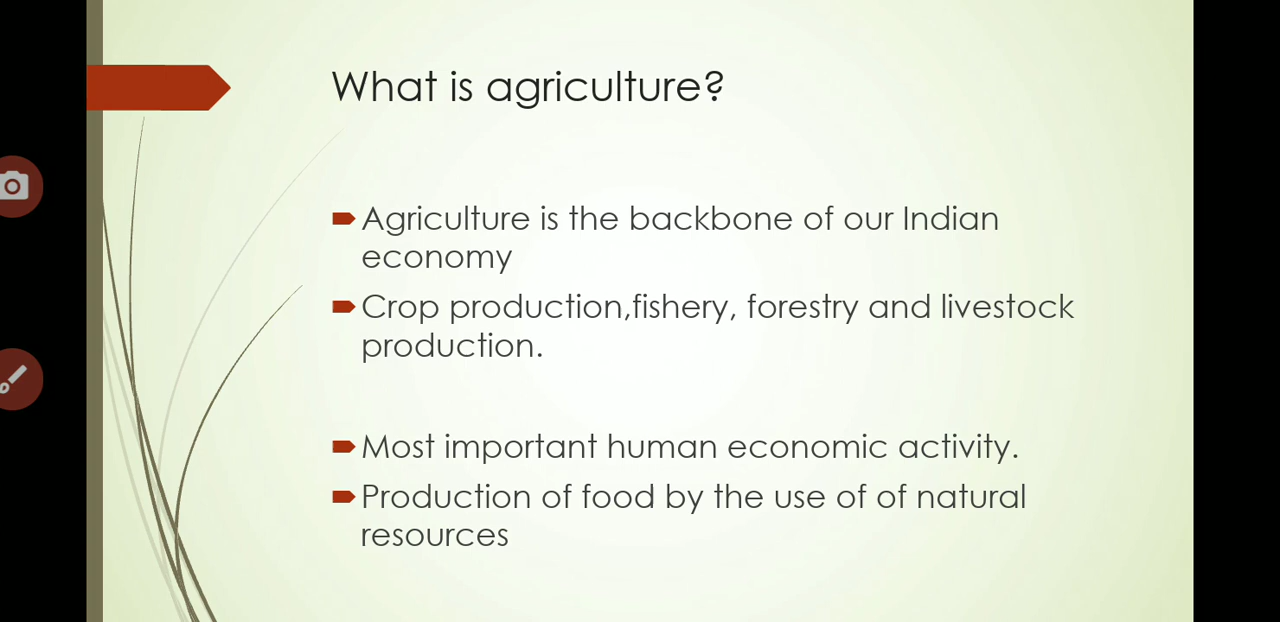 What is agriculture?
Agriculture is the backbone of our Indian
economy
Crop production,fishery, forestry and livestock
production.
Most important human economic activity.
Production of food by the use of of natural
resources